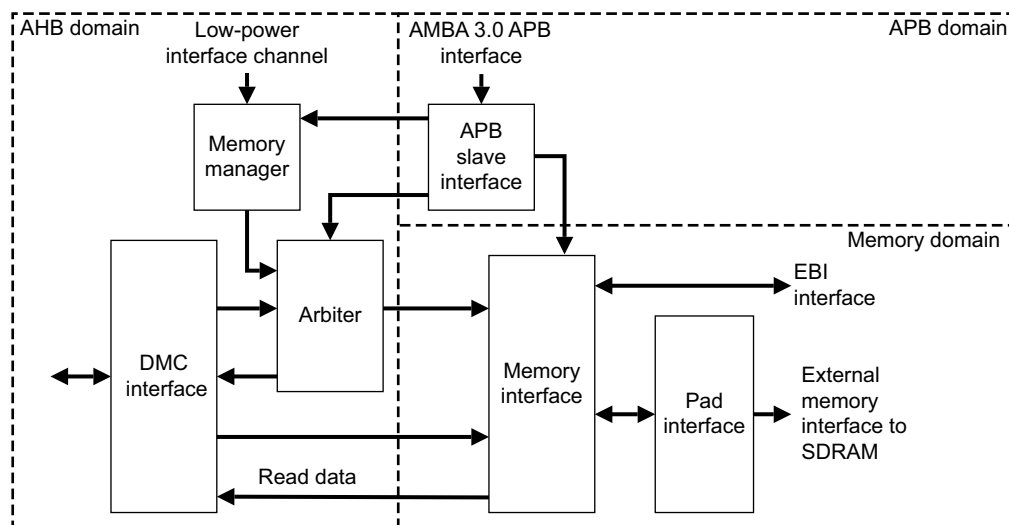 AHB domain
Low-power
interface channel
AMBA 3.0 APB
interface
APB domain
Memory
manager
APB
slave
interface
Memory domain
EBI
interface
Arbiter
DMC
interface
Memory
interface
Pad
interface
External
memory
interface to
SDRAM
Read data